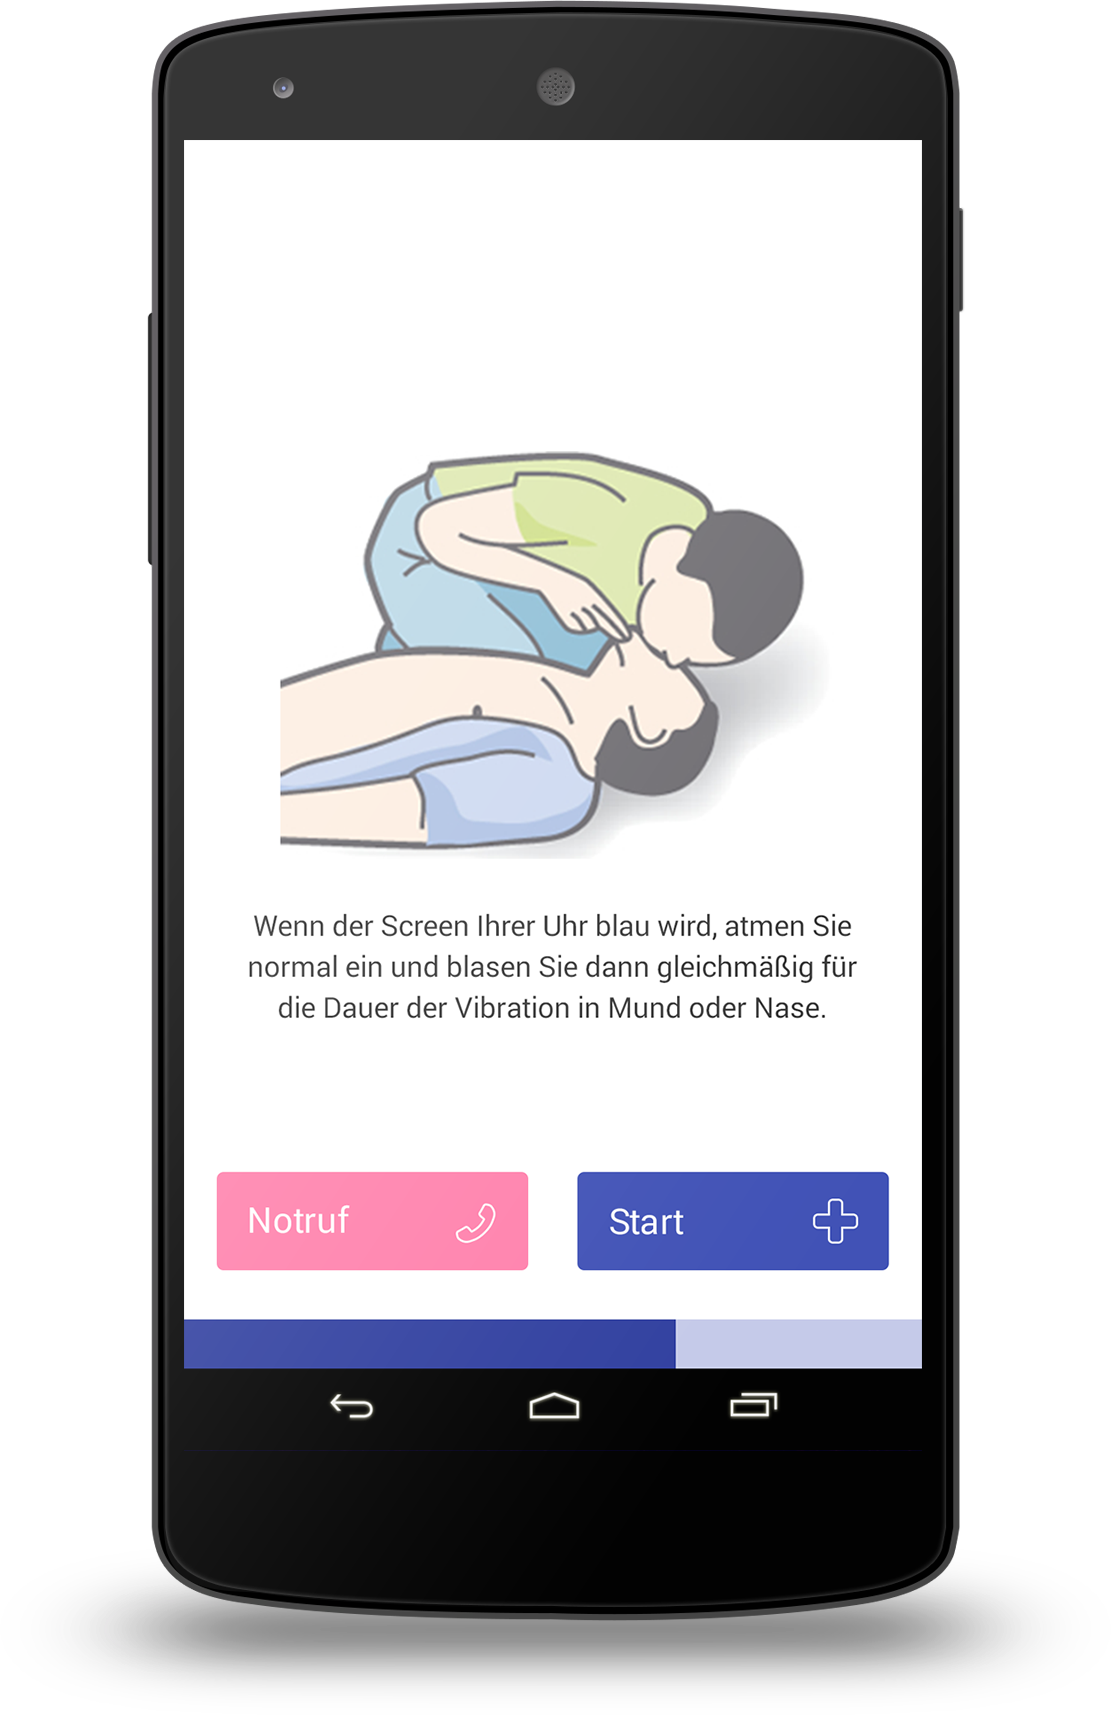 Wenn der Screen Ihrer Uhr blau wird, atmen Sie
normal ein und blasen Sie dann gleichmäßig für
die Dauer der Vibration in Mund oder Nase.
Notruf
Start